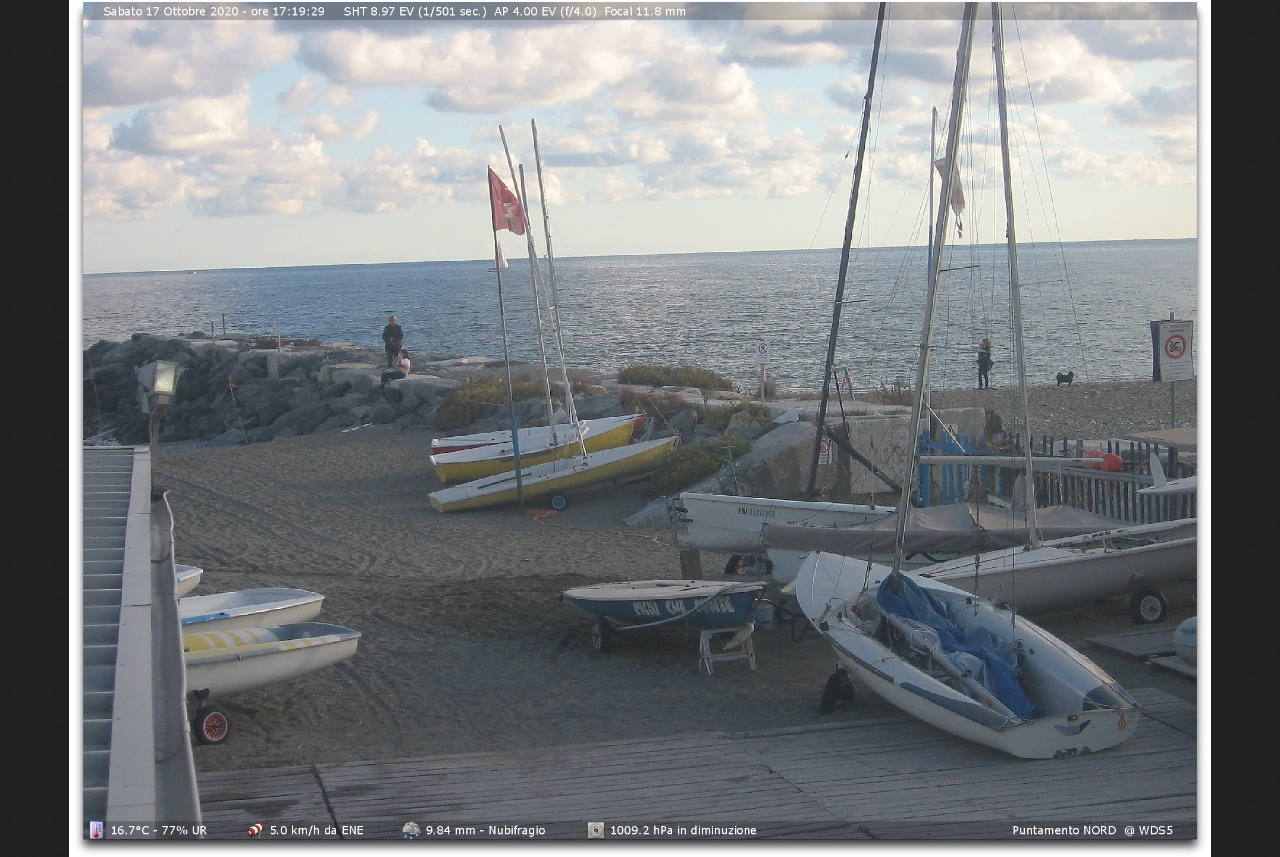 Sabato 17 Ottobre 2020 - ore 17:19:29 SHT 8.97 EV (1/501 sec.) AP 4.00 EV (f/4.0) Focal 11.8 mm
16.7°C - 77% UR 5.0 km/h da ENE 9.84 mm - Nubifragio 1009.2 hPa in diminuzione Puntamento NORD @ WDS5